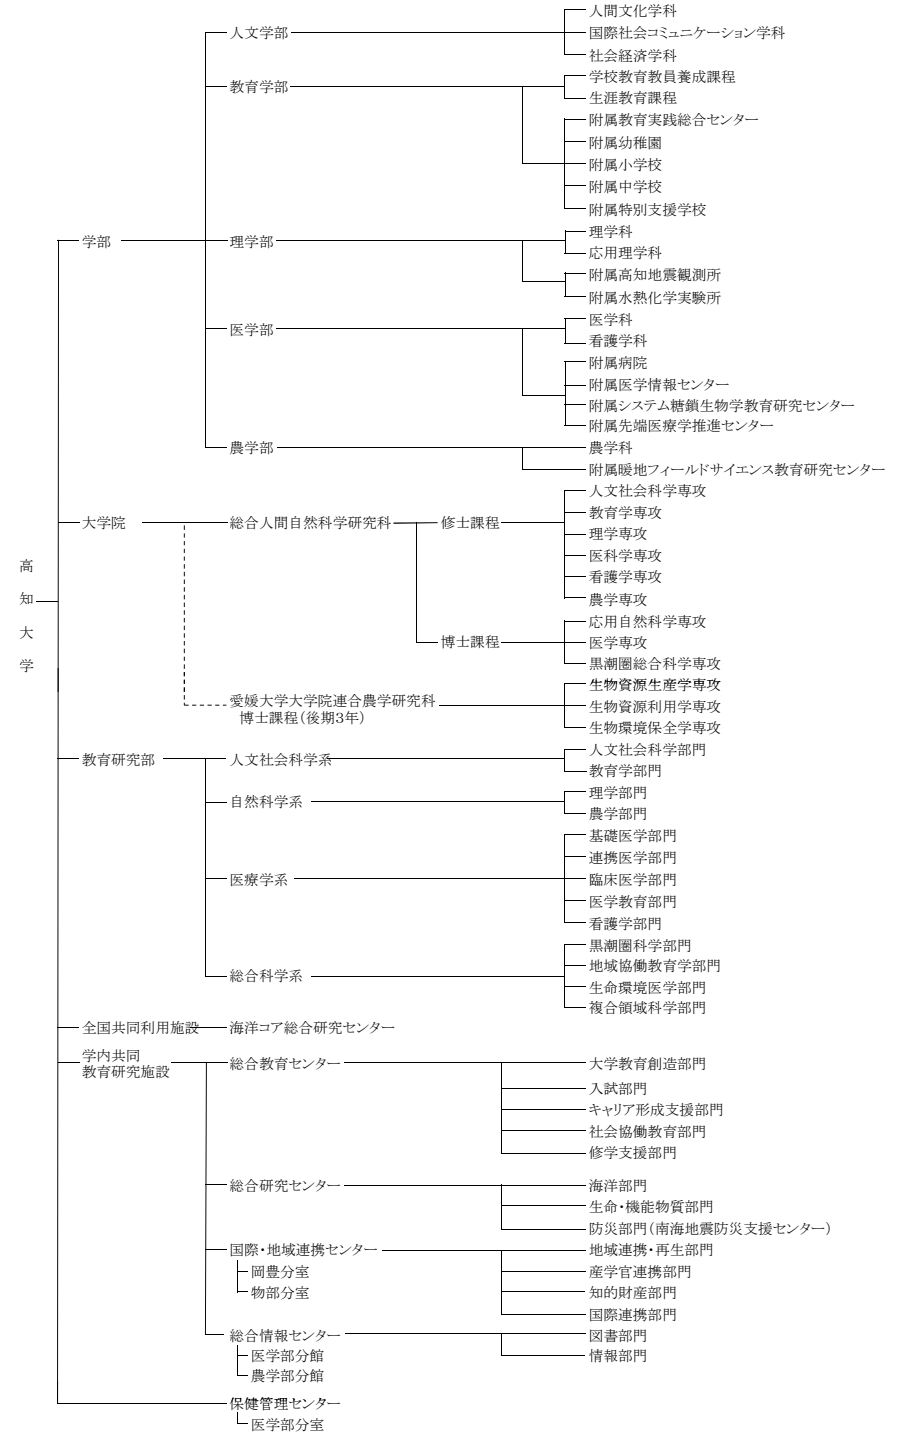 高知大学
学部
人文学部
人間文化学科
国際社会コミュニケーション学科
社会経済学科
教育学部
学校教育教員養成課程
生涯教育課程
附属教育実践総合センター
附属幼稚園
附属小学校
附属中学校
附属特別支援学校
理学部
理学科
応用理学科
附属高知地震観測所
附属水熱化学実験所
医学部
医学科
看護学科
附属病院
附属医学情報センター
附属システム糖鎖生物学教育研究センター
附属先端医療学推進センター
農学部
農学科
附属暖地フィールドサイエンス教育研究センター
大学院
総合人間自然科学研究科
修士課程
人文社会科学専攻
教育学専攻
理学専攻
医科学専攻
看護学専攻
農学専攻
博士課程
応用自然科学専攻
医学専攻
黒潮圏総合科学専攻
愛媛大学大学院連合農学研究科
博士課程(後期3年)
生物資源生産学専攻
生物資源利用学専攻
生物環境保全学専攻
教育研究部
人文社会科学系
人文社会科学部門
教育学部門
自然科学系
理学部門
農学部門
医療学系
基礎医学部門
連携医学部門
臨床医学部門
医学教育部門
看護学部門
総合科学系
黒潮圏科学部門
地域協働教育学部門
生命環境医学部門
複合領域科学部門
全国共同利用施設
海洋コア総合研究センター
学内共同
教育研究施設
総合教育センター
大学教育創造部門
入試部門
キャリア形成支援部門
社会協働教育部門
修学支援部門
総合研究センター
海洋部門
生命・機能物質部門
防災部門(南海地震防災支援センター)
国際・地域連携センター
岡豊分室
物部分室
地域連携・再生部門
産学官連携部門
知的財産部門
国際連携部門
総合情報センター
医学部分館
農学部分館
図書部門
情報部門
保健管理センター
医学部分室